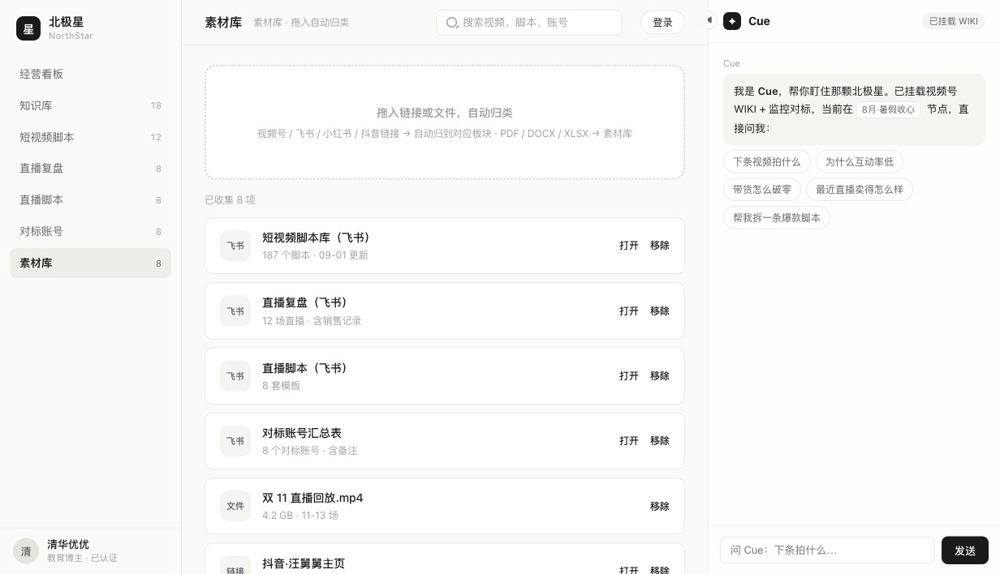 星
北极星
NorthStar
经营看板
知识库 18
短视频脚本 12
直播复盘 8
直播脚本 8
对标账号 8
素材库 8
清
清华优优
教育博主 · 已认证
素材库 素材库 · 拖入自动归类
搜索视频、脚本、账号
登录
拖入链接或文件，自动归类
视频号 / 飞书 / 小红书 / 抖音链接 → 自动归到对应板块 · PDF / DOCX / XLSX → 素材库
已收集 8 项
飞书
短视频脚本库（飞书）
187 个脚本 · 09-01 更新
打开 移除
飞书
直播复盘（飞书）
12 场直播 · 含销售记录
打开 移除
飞书
直播脚本（飞书）
8 套模板
打开 移除
飞书
对标账号汇总表
8 个对标账号 · 含备注
打开 移除
文件
双 11 直播回放.mp4
4.2 GB · 11-13 场
移除
链接
抖音·汪舅舅主页
打开 移除
Cue
已挂载 WIKI
Cue
我是 Cue，帮你盯住那颗北极星。已挂载视频号
WIKI + 监控对标，当前在 8月·暑假收心 节点，直
接问我：
下条视频拍什么
为什么互动率低
带货怎么破零
最近直播卖得怎么样
帮我拆一条爆款脚本
问 Cue：下条拍什么...
发送